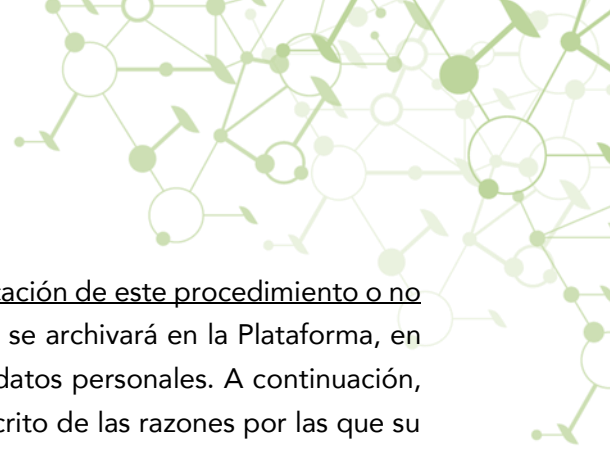 cación de este procedimiento o no
se archivará en la Plataforma, en
datos personales. A continuación,
crito de las razones por las que su